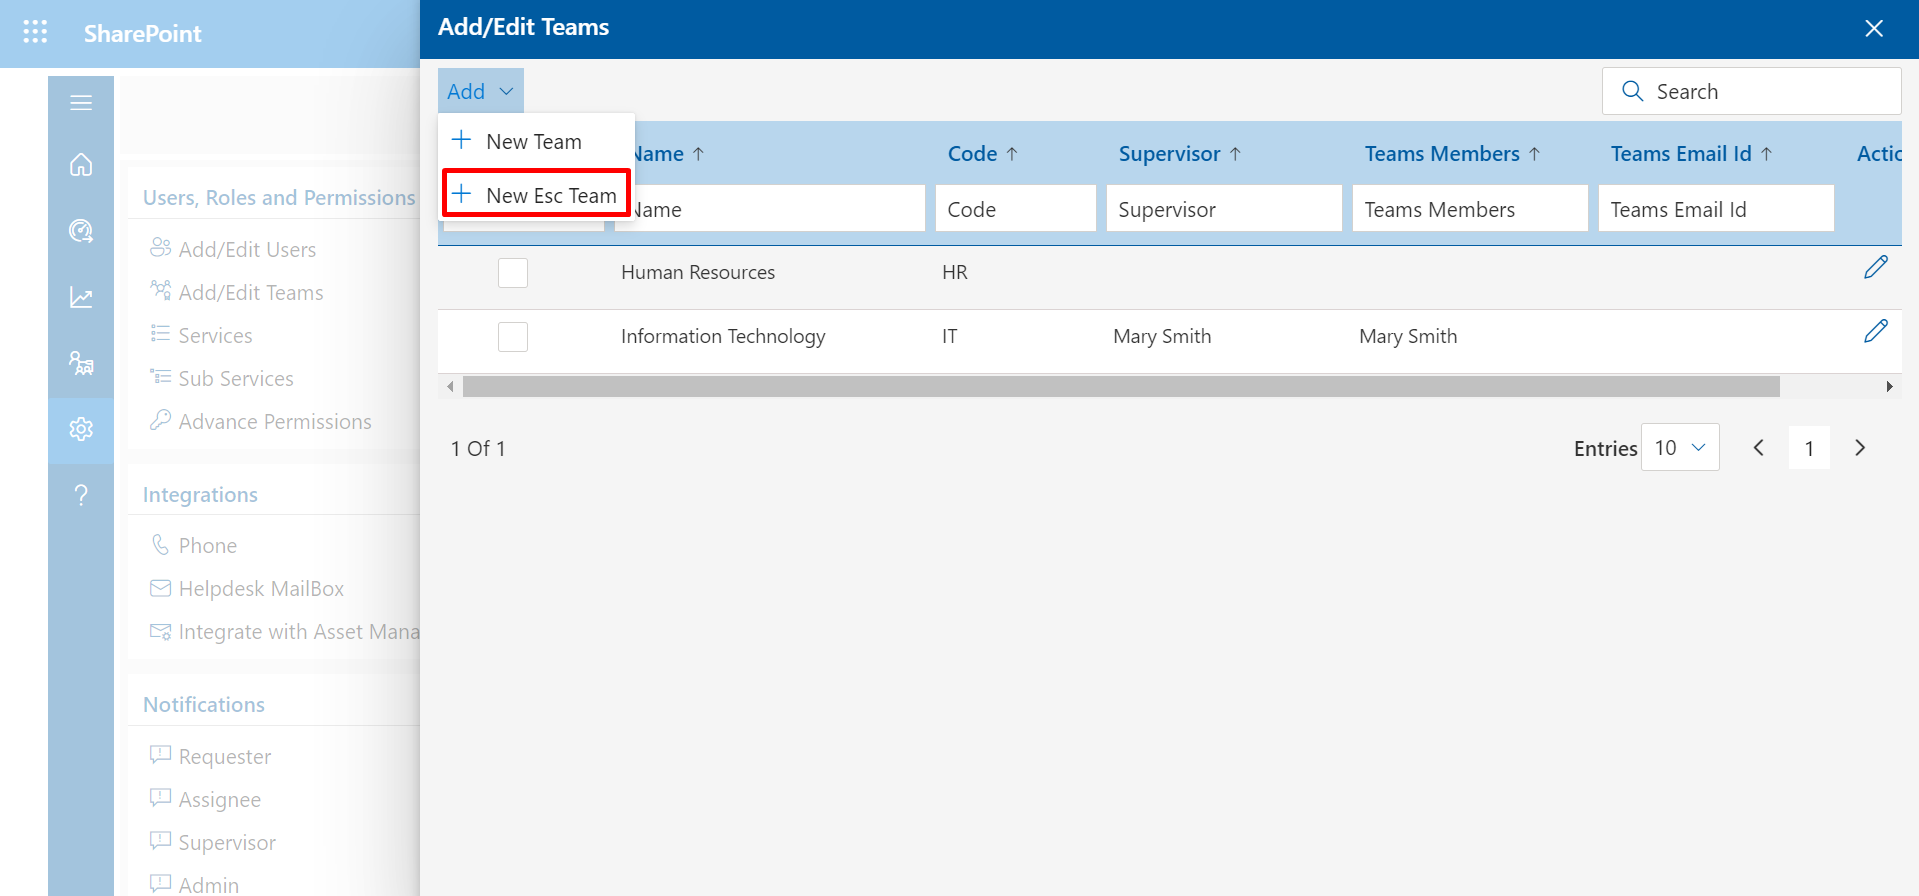 SharePoint
Add/Edit Teams
Add
Search
New Team
New Esc Team
Name Code Supervisor Teams Members Teams Email Id Actio
Name Code Supervisor Teams Members Teams Email Id
Human Resources HR
Information Technology IT Mary Smith Mary Smith
1 Of 1
Entries 10 1
Users, Roles and Permissions
Add/Edit Users
Add/Edit Teams
Services
Sub Services
Advance Permissions
Integrations
Phone
Helpdesk MailBox
Integrate with Asset Mana
Notifications
Requester
Assignee
Supervisor
Admin